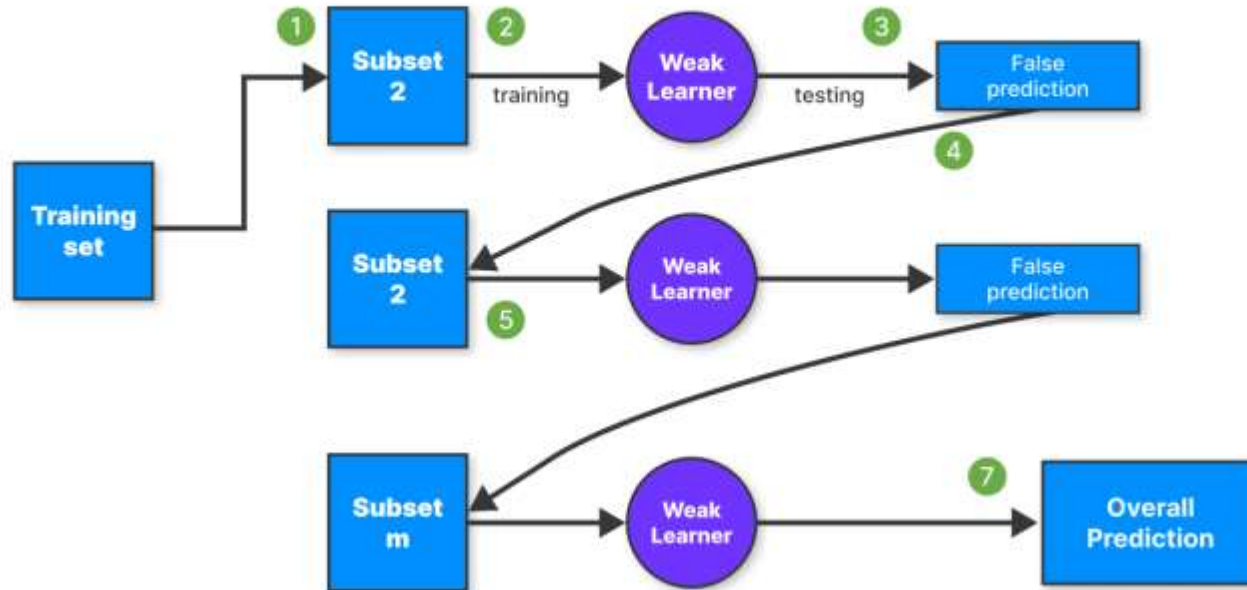 1
Subset
2
2
training
Weak
Learner
3
testing
False
prediction
4
Training
set
Subset
2
5
Weak
Learner
False
prediction
Subset
m
Weak
Learner
7
Overall
Prediction